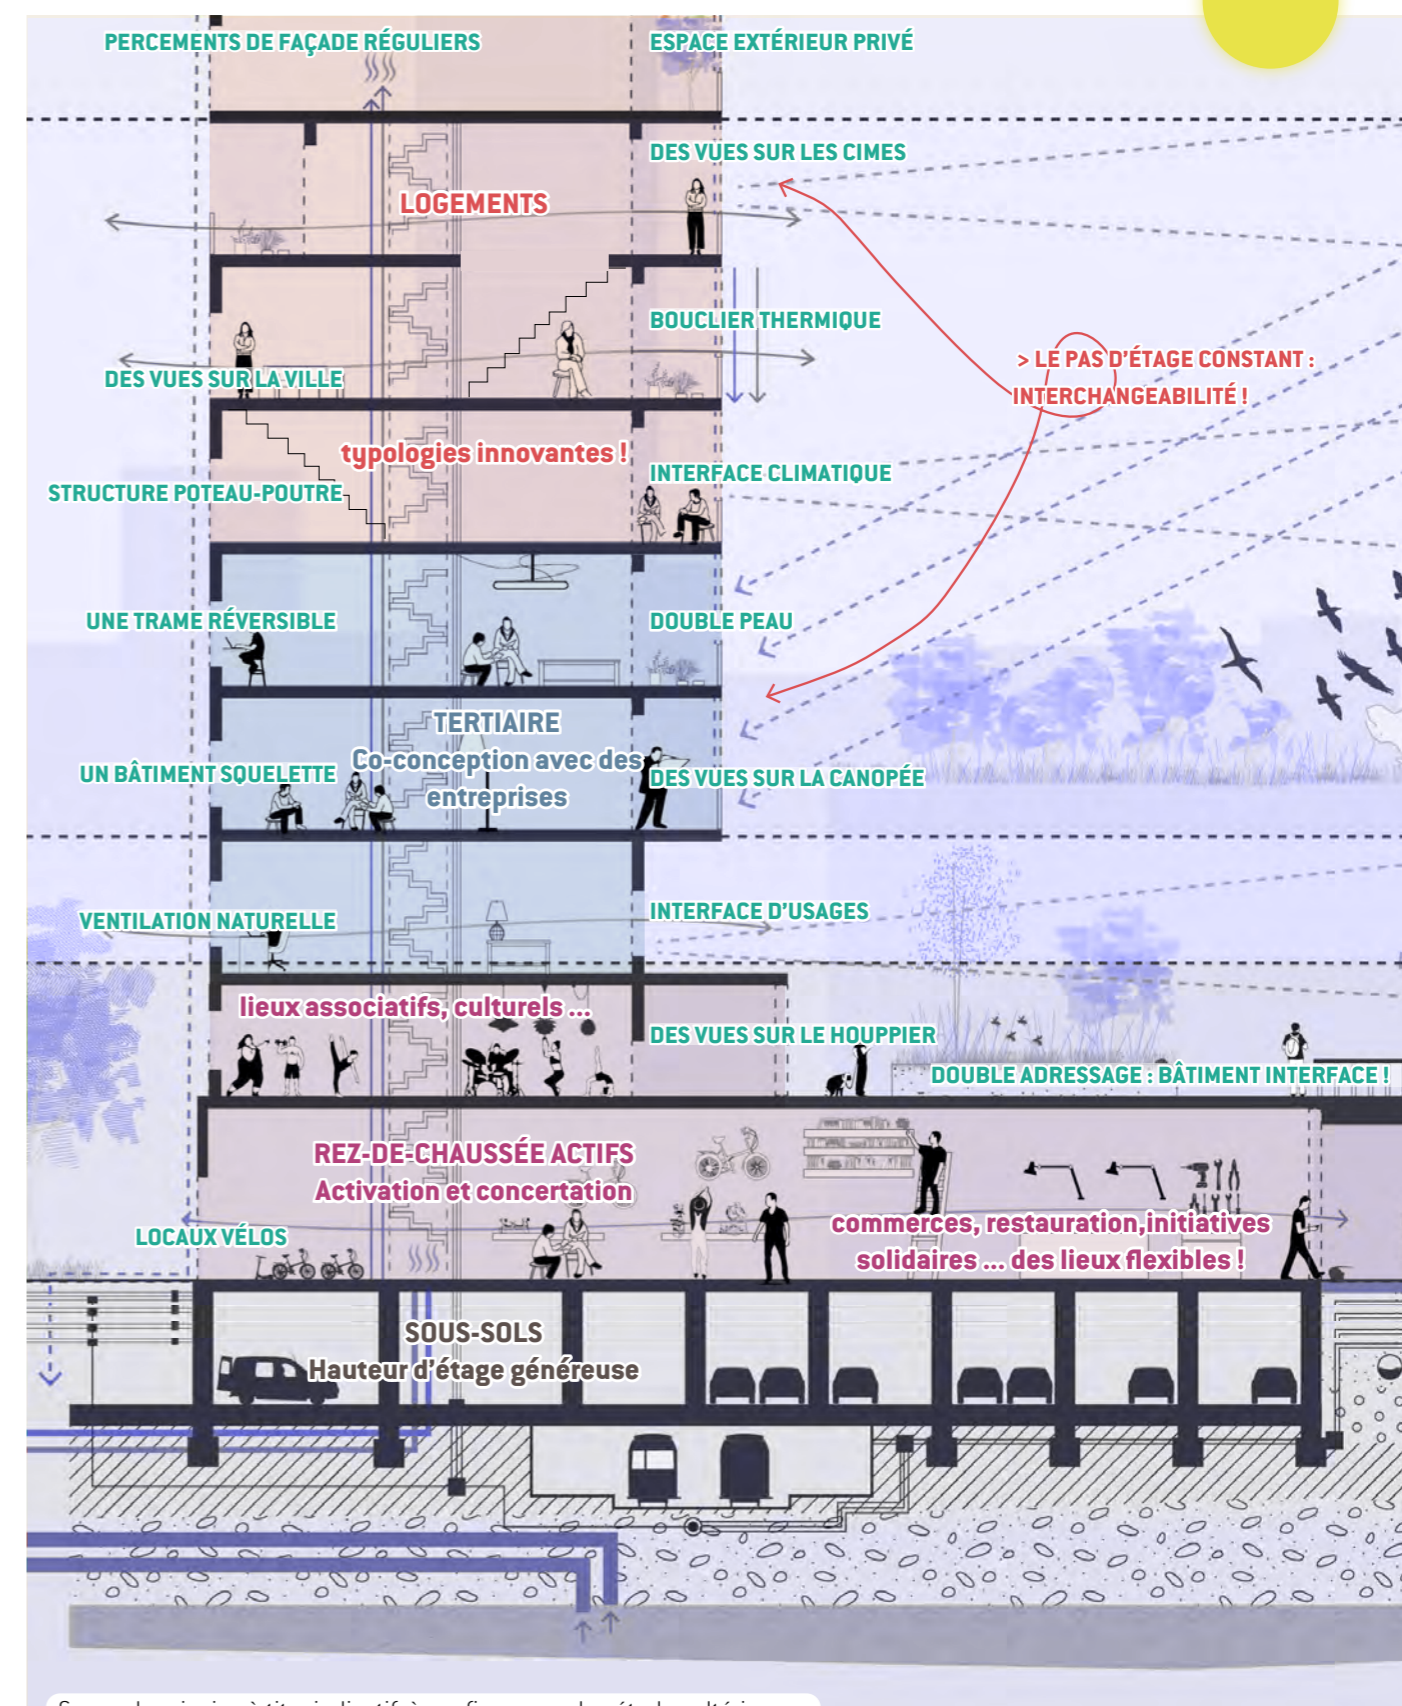 PERCEMENTS DE FAÇADE RÉGULIERS
ESPACE EXTÉRIEUR PRIVÉ
DES VUES SUR LES CIMES
LOGEMENTS
BOUCLIER THERMIQUE
> LE PAS D'ÉTAGE CONSTANT :
INTERCHANGEABILITÉ !
DES VUES SUR LA VILLE
typologies innovantes !
INTERFACE CLIMATIQUE
STRUCTURE POTEAU-POUTRE
UNE TRAME RÉVERSIBLE
DOUBLE PEAU
TERTIAIRE
Co-conception avec des
entreprises
UN BÂTIMENT SQUELETTE
DES VUES SUR LA CANOPÉE
VENTILATION NATURELLE
INTERFACE D'USAGES
lieux associatifs, culturels ...
DES VUES SUR LE HOUPPIER
DOUBLE ADRESSAGE : BÂTIMENT INTERFACE !
REZ-DE-CHAUSSÉE ACTIFS
Activation et concertation
LOCAUX VÉLOS
commerces, restauration,initiatives
solidaires ... des lieux flexibles !
SOUS-SOLS
Hauteur d'étage généreuse